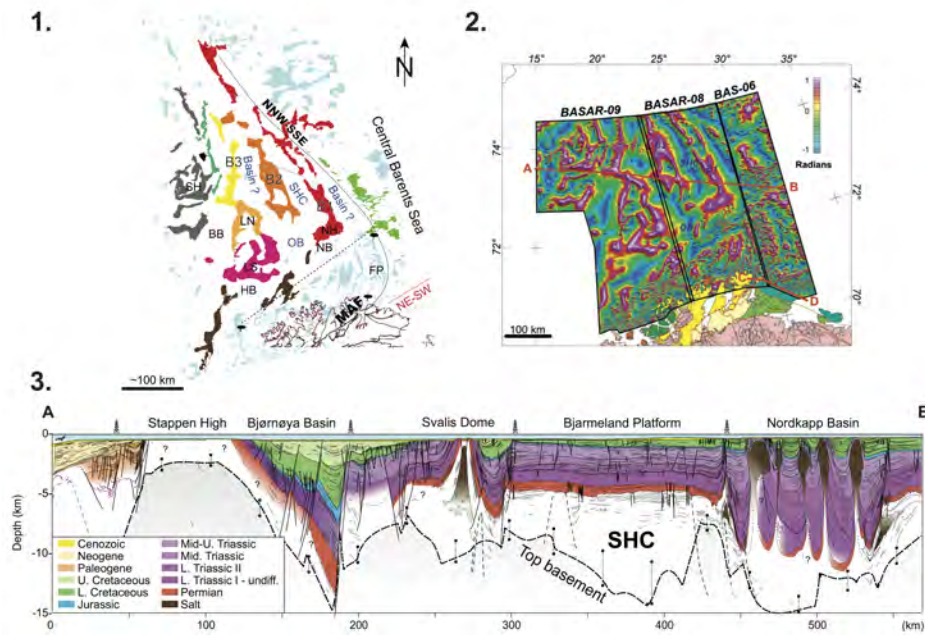 1.
N
NNW-SSE
Central Barents Sea
B3
Basin ?
B2
SH
SHC
Basin ?
LN
BB
NH
OB
NB
LS
FP
HB
MAF
NE-SW
~100 km
2.
15° 20° 25° 30° 35°
BASAR-09 BASAR-08 BAS-06
74°
74°
1
0
-1
Radians
A
B
72°
72°
70°
C
D
100 km
3.
A
B
Stappen High Bjørnøya Basin Svalis Dome Bjarmeland Platform Nordkapp Basin
0
-5
-10
-15
Depth (km)
? ? ? ? ? ? ?
SHC
Top basement
Cenozoic
Neogene
Paleogene
U. Cretaceous
L. Cretaceous
Jurassic
Mid-U. Triassic
Mid. Triassic
L. Triassic II
L. Triassic I - undiff.
Permian
Salt
0 100 200 300 400 500 (km)